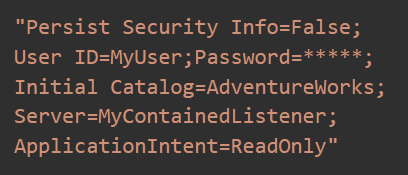 "Persist Security Info=False;
User ID=MyUser;Password=*****;
Initial Catalog=AdventureWorks;
Server=MyContainedListener;
ApplicationIntent=ReadOnly"